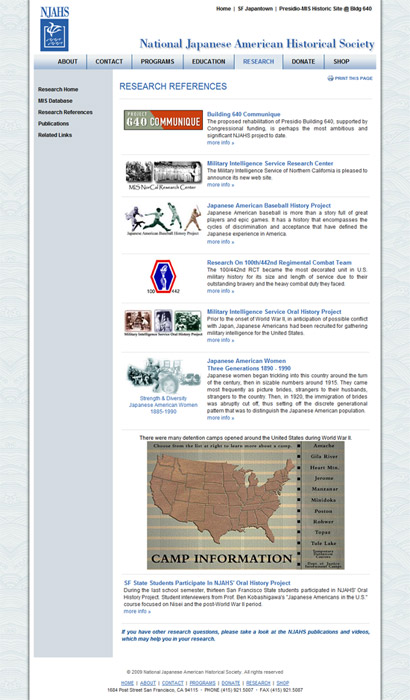 NJAHS
Home | SF Japantown | Presidio-MIS Historic Site @ Bldg 640
National Japanese American Historical Society
ABOUT CONTACT PROGRAMS EDUCATION RESEARCH DONATE SHOP
PRINT THIS PAGE
Research Home
MIS Database
Research References
Publications
Related Links
RESEARCH REFERENCES
PROJECT
640 COMMUNIQUE
Building 640 Communique
The proposed rehabilitation of Presidio Building 640, supported by
Congressional funding, is perhaps the most ambitious and
significant NJAHS project to date.
more info »
MIS NorCal Research Center
Military Intelligence Service Research Center
The Military Intelligence Service of Northern California is pleased to
announce its new web site.
more info »
Japanese American Baseball History Project
Japanese American Baseball History Project
Japanese American baseball is more than a story full of great
players and epic games. It has a history that encompasses the
cycles of discrimination and acceptance that have defined the
Japanese experience in America.
more info »
100 442
Research On 100th/442nd Regimental Combat Team
The 100/442nd RCT became the most decorated unit in U.S.
military history for its size and length of service due to their
outstanding bravery and the heavy combat duty they faced.
more info »
Military Intelligence Service Oral History Project
Military Intelligence Service Oral History Project
Prior to the onset of World War II, in anticipation of possible conflict
with Japan, Japanese Americans had been recruited for gathering
military intelligence for the United States.
more info »
Strength & Diversity
Japanese American Women
1885-1990
Japanese American Women
Three Generations 1890 - 1990
Japanese women began trickling into this country around the turn
of the century, then in sizable numbers around 1915. They came
most frequently as picture brides, strangers to their husbands,
strangers to the country. Then, in 1920, the immigration of brides
was abruptly cut off, thus setting off the discrete generational
pattern that was to distinguish the Japanese American population.
more info »
There were many detention camps opened around the United States during World War II.
Choose from the list at right to learn more about a camp.
Amache
Gila River
Heart Mtn.
Jerome
Manzanar
Minidoka
Poston
Rohwer
Topaz
Tule Lake
Temporary
Detention
Camps
Dept. of Justice
Internment Camps
CAMP INFORMATION
SF State Students Participate In NJAHS' Oral History Project
During the last school semester, thirteen San Francisco State students participated in NJAHS' Oral
History Project. Student interviewers from Prof. Ben Kobashigawa's "Japanese Americans in the U.S."
course focused on Nisei and the post-World War II period.
more info »
If you have other research questions, please take a look at the NJAHS publications and videos,
which may help you in your research.
© 2009 National Japanese American Historical Society. All rights reserved
HOME | ABOUT | CONTACT | PROGRAMS | DONATE | RESEARCH | SHOP
1684 Post Street San Francisco, CA 94115 - PHONE (415) 921.5007 - FAX (415) 921.5087